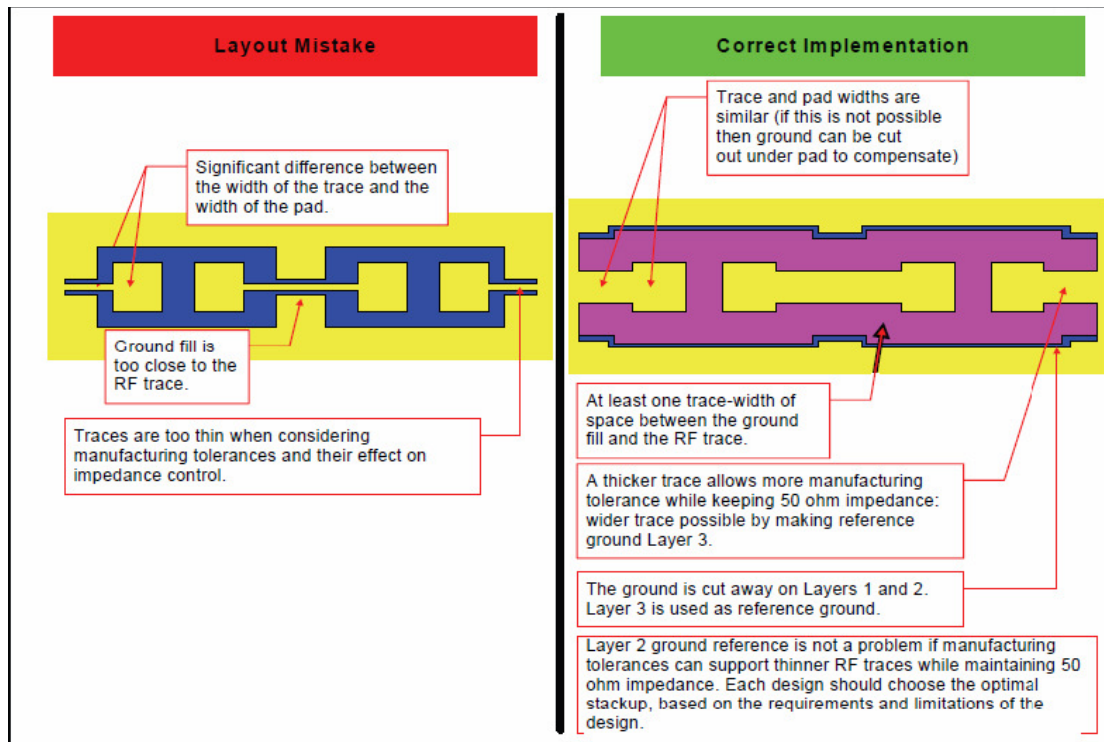 Layout Mistake
Significant difference between
the width of the trace and the
width of the pad.
Ground fill is
too close to the
RF trace.
Traces are too thin when considering
manufacturing tolerances and their effect on
impedance control.
Correct Implementation
Trace and pad widths are
similar (if this is not possible
then ground can be cut
out under pad to compensate)
At least one trace-width of
space between the ground
fill and the RF trace.
A thicker trace allows more manufacturing
tolerance while keeping 50 ohm impedance:
wider trace possible by making reference
ground Layer 3.
The ground is cut away on Layers 1 and 2.
Layer 3 is used as reference ground.
Layer 2 ground reference is not a problem if manufacturing
tolerances can support thinner RF traces while maintaining 50
ohm impedance. Each design should choose the optimal
stackup, based on the requirements and limitations of the
design.